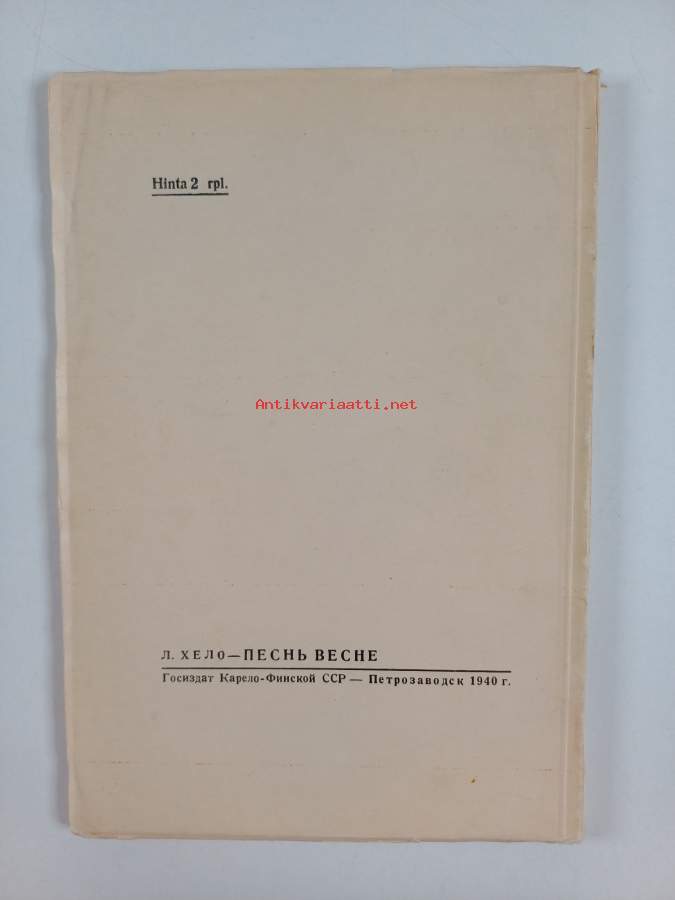 Hinta 2 rpl.
Antikvariaatti.net
Л. ХЕЛО — ПЕСНЬ ВЕСНЕ
Госиздат Карело-Финской ССР — Петрозаводск 1940 г.